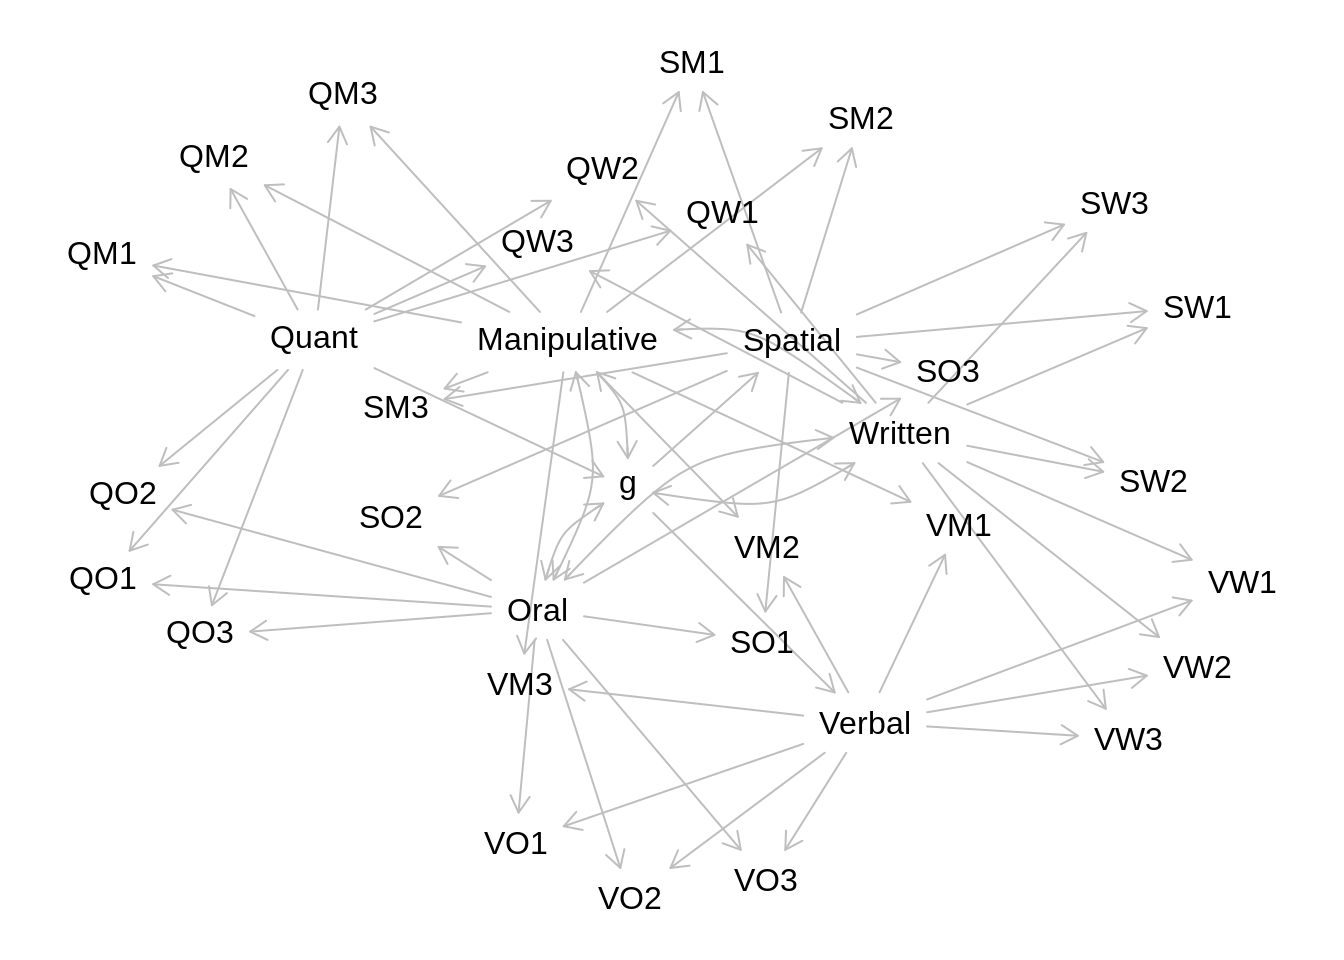 SM1
QM3
SM2
QM2
QW2
SW3
QW1
QW3
QM1
SW1
Quant
Manipulative
Spatial
SO3
SM3
Written
SW2
g
QO2
SO2
VM1
VM2
QO1
VW1
Oral
QO3
SO1
VW2
VM3
Verbal
VW3
VO1
VO3
VO2